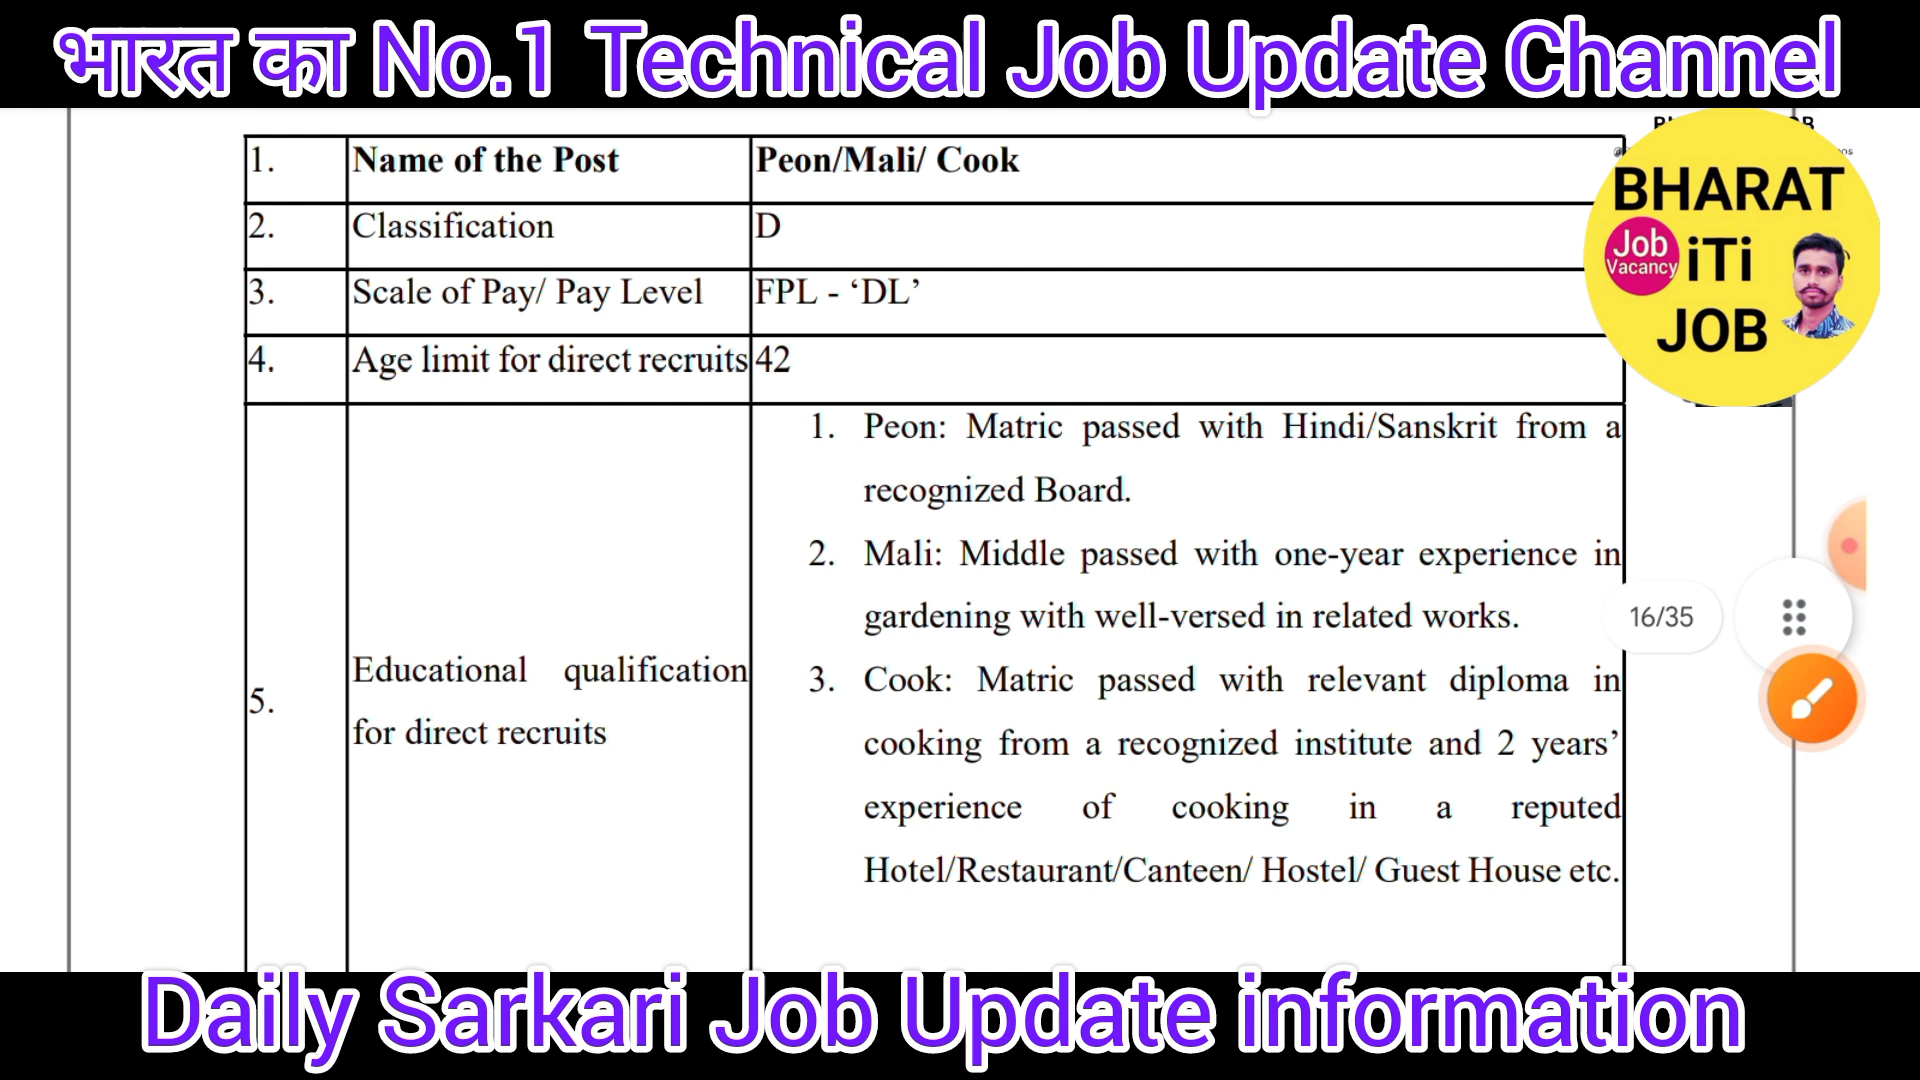 भारत का No.1 Technical Job Update Channel
1. Name of the Post Peon/Mali/ Cook
2. Classification D
3. Scale of Pay/ Pay Level FPL - ‘DL’
4. Age limit for direct recruits 42
5. Educational qualification
for direct recruits
1. Peon: Matric passed with Hindi/Sanskrit from a
recognized Board.
2. Mali: Middle passed with one-year experience in
gardening with well-versed in related works.
3. Cook: Matric passed with relevant diploma in
cooking from a recognized institute and 2 years’
experience of cooking in a reputed
Hotel/Restaurant/Canteen/ Hostel/ Guest House etc.
BHARAT
Job
Vacancy
iTi
JOB
16/35
Daily Sarkari Job Update information